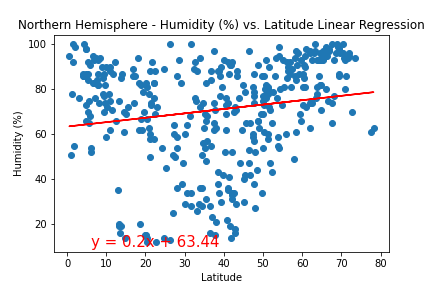 Northern Hemisphere - Humidity (%) vs. Latitude Linear Regression
100
80
60
40
20
Humidity (%)
y = 0.2x + 63.44
0 10 20 30 40 50 60 70 80
Latitude